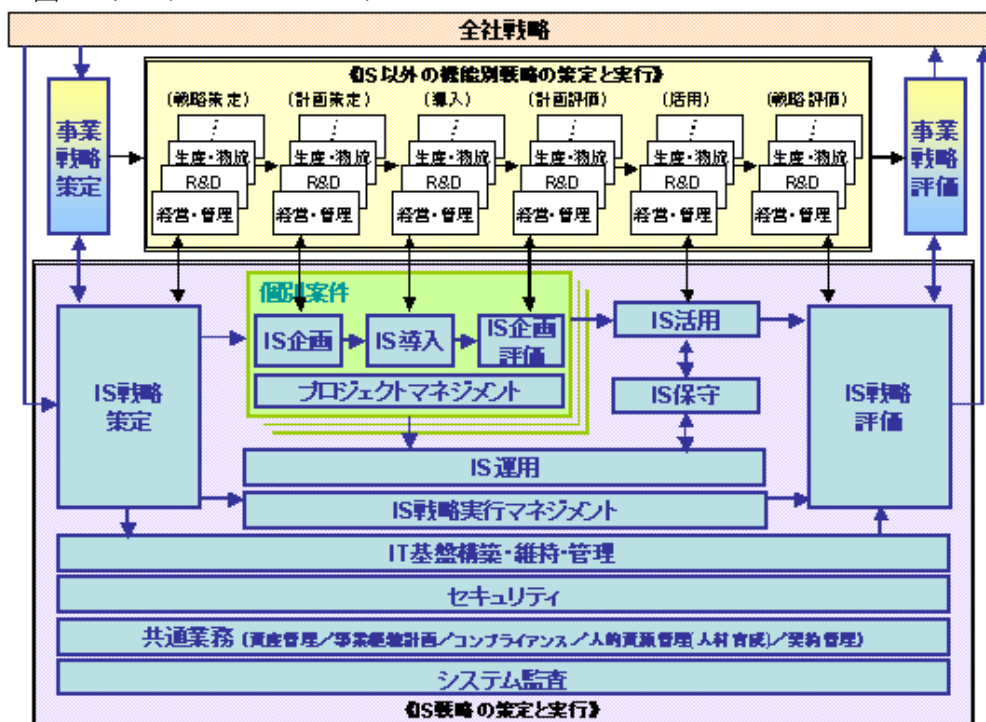 全社戦略
《IS以外の機能別戦略の策定と実行》
(戦略策定) (計画策定) (導入) (計画評価) (活用) (戦略評価)
事業
戦略
策定
生産・物流 生産・物流 生産・物流 生産・物流 生産・物流 生産・物流
R&D R&D R&D R&D R&D R&D
経営・管理 経営・管理 経営・管理 経営・管理 経営・管理 経営・管理
事業
戦略
評価
個別案件
IS企画
IS導入
IS企画
評価
プロジェクトマネジメント
IS活用
IS保守
IS戦略
策定
IS戦略
評価
IS運用
IS戦略実行マネジメント
IT基盤構築・維持・管理
セキュリティ
共通業務 (資産管理/事業継続計画/コンプライアンス/人的資源管理(人材育成)/契約管理)
システム監査
《IS戦略の策定と実行》